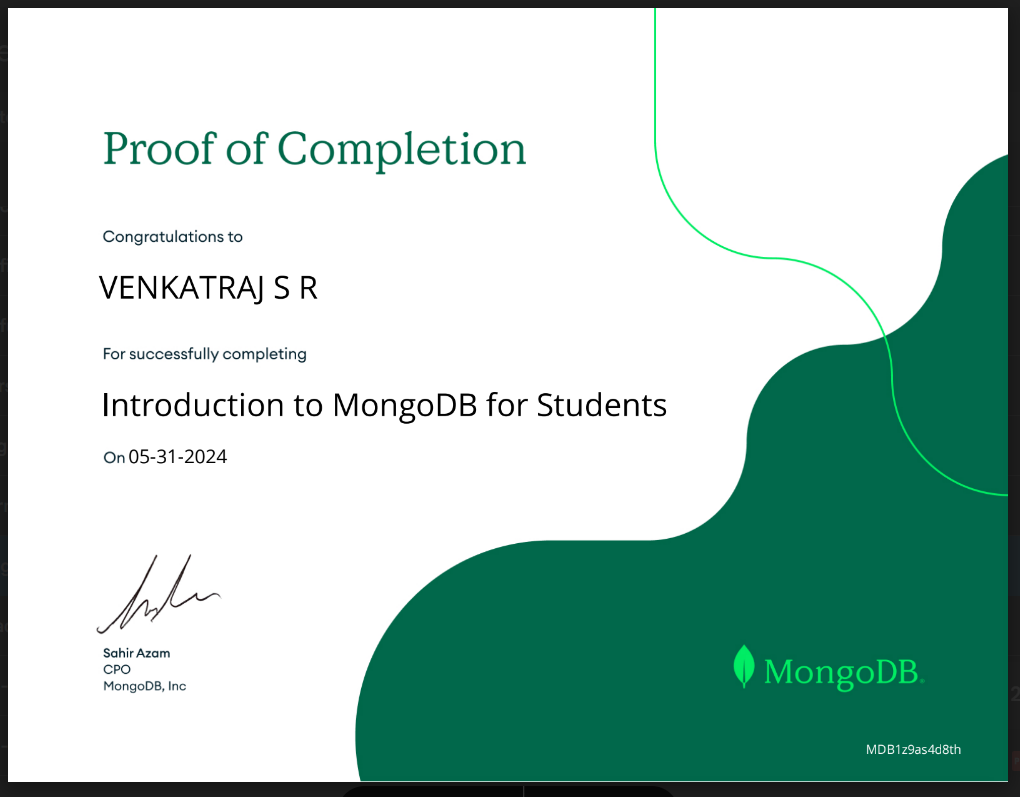 Proof of Completion
Congratulations to
VENKATRAJ S R
For successfully completing
Introduction to MongoDB for Students
On 05-31-2024
Sahir Azam
CPO
MongoDB, Inc
MongoDB.
MDB1z9as4d8th